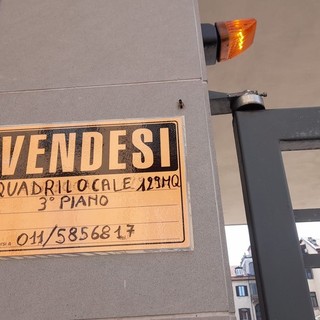 VENDESI
QUADRILOCALE 129MQ
3° PIANO
011/5856817